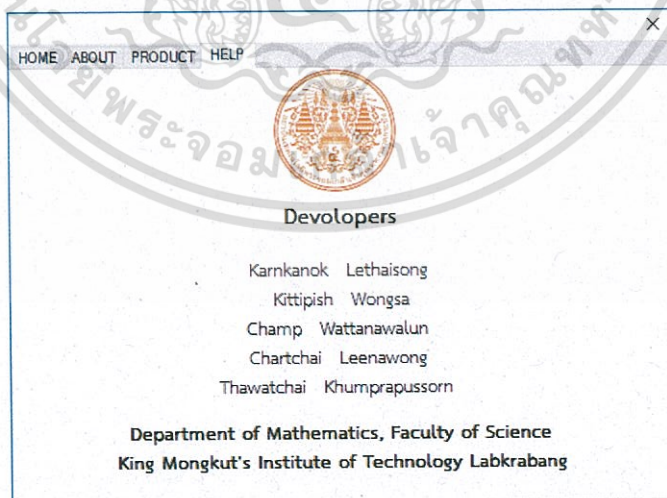 HOME ABOUT PRODUCT HELP
Devolopers
Karnkanok Lethaisong
Kittipish Wongsa
Champ Wattanawalun
Chartchai Leenawong
Thawatchai Khumprapussorn
Department of Mathematics, Faculty of Science
King Mongkut's Institute of Technology Labkrabang